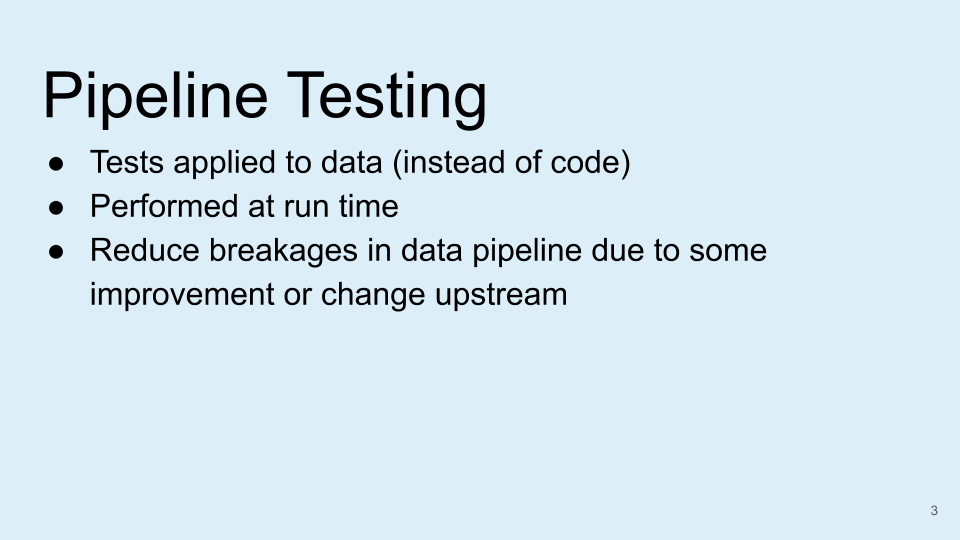 Pipeline Testing
● Tests applied to data (instead of code)
● Performed at run time
● Reduce breakages in data pipeline due to some
improvement or change upstream
3